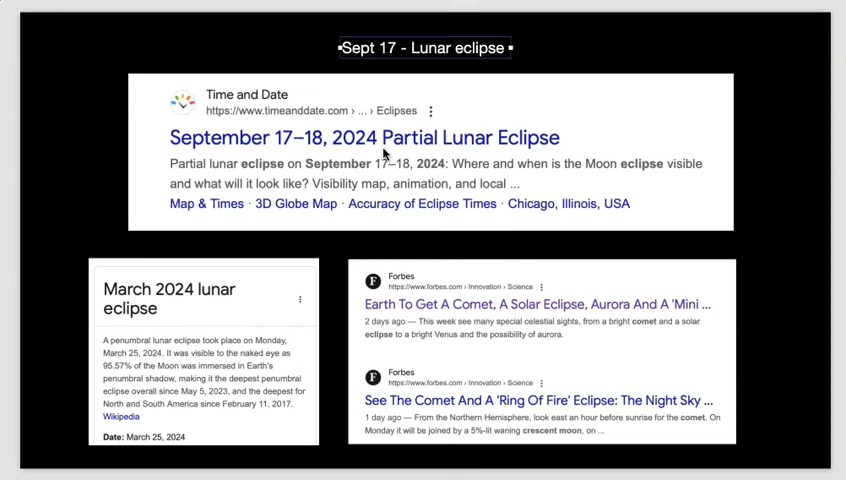 Sept 17 - Lunar eclipse
Time and Date
https://www.timeanddate.com › ... › Eclipses
September 17–18, 2024 Partial Lunar Eclipse
Partial lunar eclipse on September 17–18, 2024: Where and when is the Moon eclipse visible
and what will it look like? Visibility map, animation, and local ...
Map & Times · 3D Globe Map · Accuracy of Eclipse Times · Chicago, Illinois, USA
March 2024 lunar
eclipse
A penumbral lunar eclipse took place on Monday,
March 25, 2024. It was visible to the naked eye as
95.57% of the Moon was immersed in Earth's
penumbral shadow, making it the deepest penumbral
eclipse overall since May 5, 2023, and the deepest for
North and South America since February 11, 2017.
Wikipedia
Date: March 25, 2024
F
Forbes
https://www.forbes.com › Innovation › Science
Earth To Get A Comet, A Solar Eclipse, Aurora And A 'Mini ...
2 days ago — This week see many special celestial sights, from a bright comet and a solar
eclipse to a bright Venus and the possibility of aurora.
F
Forbes
https://www.forbes.com › Innovation › Science
See The Comet And A 'Ring Of Fire' Eclipse: The Night Sky ...
1 day ago — From the Northern Hemisphere, look east an hour before sunrise for the comet. On
Monday it will be joined by a 5%-lit waning crescent moon, on ...